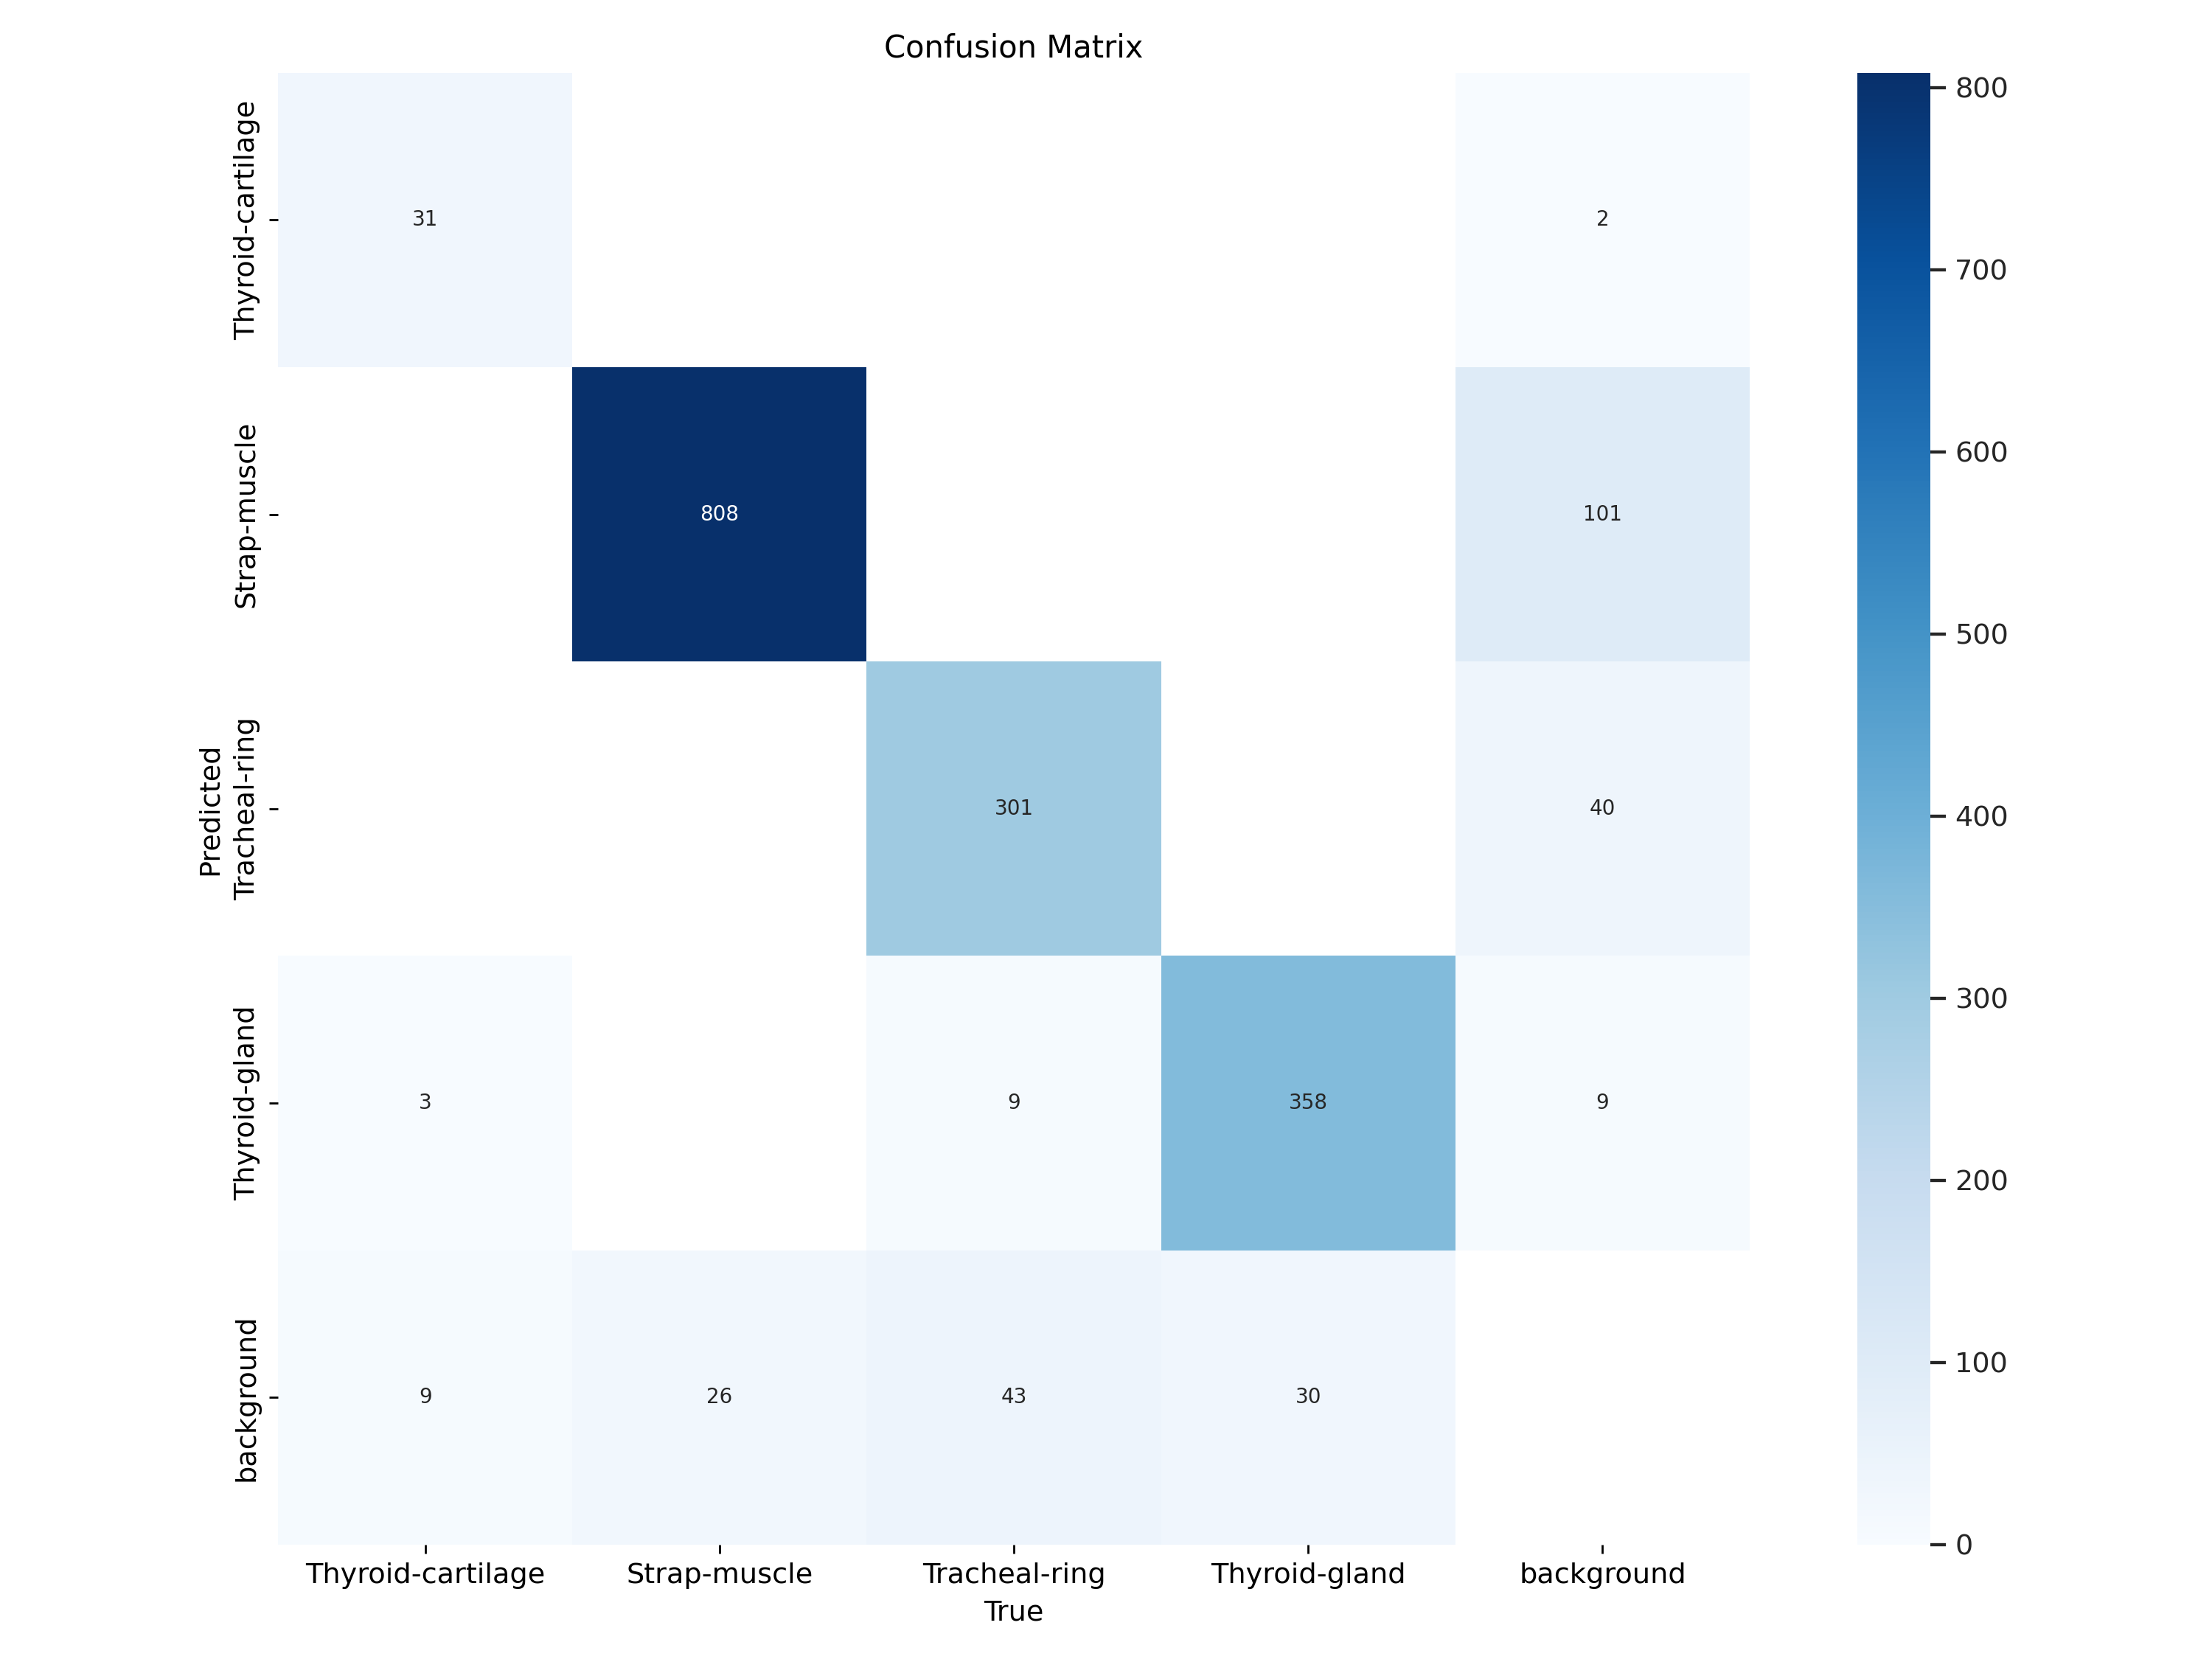 Confusion Matrix
Predicted
Thyroid-cartilage
31
2
Strap-muscle
808
101
Tracheal-ring
301
40
Thyroid-gland
3
9
358
9
background
9
26
43
30
Thyroid-cartilage
Strap-muscle
Tracheal-ring
Thyroid-gland
background
True
800
700
600
500
400
300
200
100
0